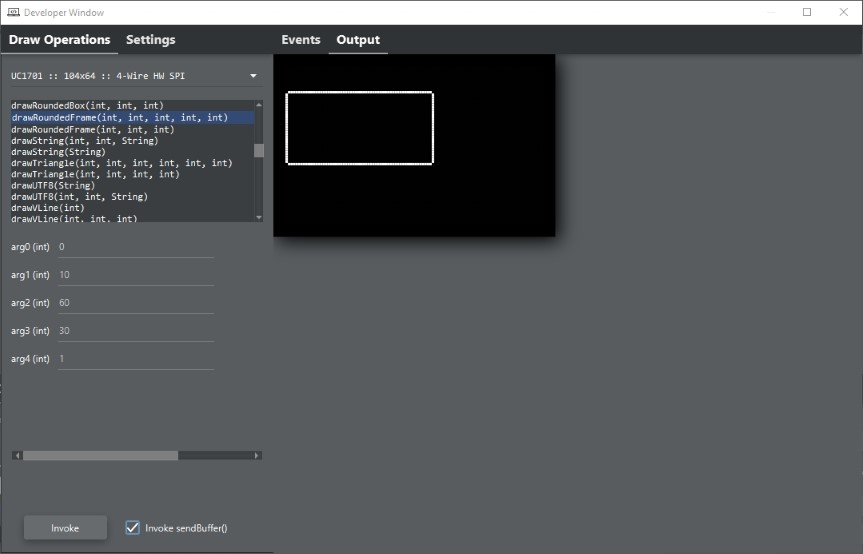 Developer Window
Draw Operations Settings
Events Output
UC1701 :: 104x64 :: 4-Wire HW SPI
drawRoundedBox(int, int, int)
drawRoundedFrame(int, int, int, int, int)
drawRoundedFrame(int, int, int)
drawString(int, int, String)
drawString(String)
drawTriangle(int, int, int, int, int, int)
drawTriangle(int, int, int, int)
drawUTF8(String)
drawUTF8(int, int, String)
drawVLine(int)
drawVLine(int, int, int)
arg0 (int) 0
arg1 (int) 10
arg2 (int) 60
arg3 (int) 30
arg4 (int) 1
Invoke
Invoke sendBuffer()